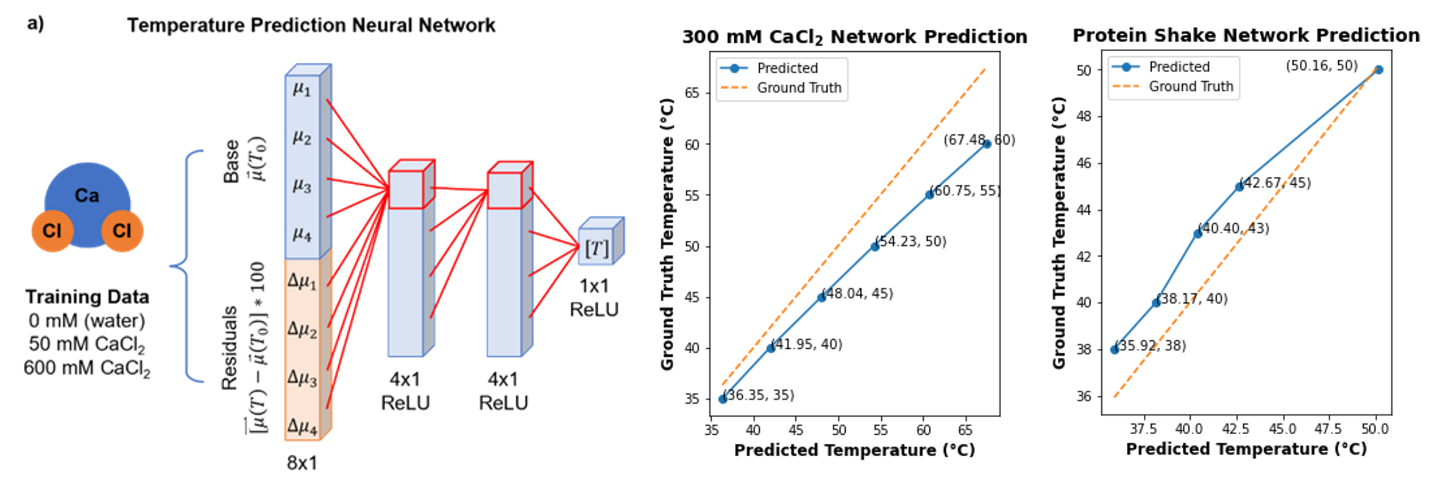 a)
Temperature Prediction Neural Network
Ca
Cl
Cl
Training Data
0 mM (water)
50 mM CaCl₂
600 mM CaCl₂
Base
μ⃗(T₀)
Residuals
[μ⃗(T) − μ⃗(T₀)] * 100
μ₁
μ₂
μ₃
μ₄
Δμ₁
Δμ₂
Δμ₃
Δμ₄
8x1
4x1
ReLU
4x1
ReLU
[T]
1x1
ReLU
300 mM CaCl₂ Network Prediction
Predicted
Ground Truth
Ground Truth Temperature (°C)
65
60
55
50
45
40
35
(67.48, 60)
(60.75, 55)
(54.23, 50)
(48.04, 45)
(41.95, 40)
(36.35, 35)
35 40 45 50 55 60 65
Predicted Temperature (°C)
Protein Shake Network Prediction
Predicted
Ground Truth
Ground Truth Temperature (°C)
50
48
46
44
42
40
38
36
(50.16, 50)
(42.67, 45)
(40.40, 43)
(38.17, 40)
(35.92, 38)
37.5 40.0 42.5 45.0 47.5 50.0
Predicted Temperature (°C)